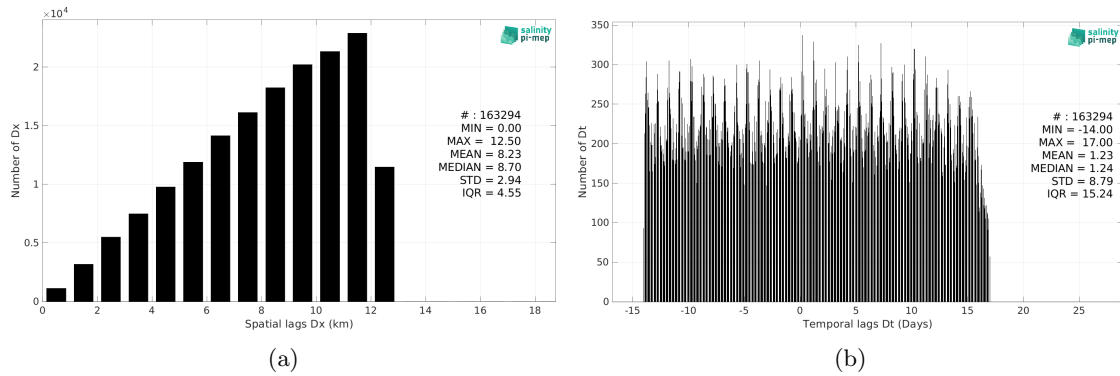 ×10⁴
2
1.5
1
0.5
0
Number of Dx
0 2 4 6 8 10 12 14 16 18
Spatial lags Dx (km)
salinity
pi-mep
# : 163294
MIN = 0.00
MAX = 12.50
MEAN = 8.23
MEDIAN = 8.70
STD = 2.94
IQR = 4.55
(a)
350
300
250
200
150
100
50
0
Number of Dt
-15 -10 -5 0 5 10 15 20 25
Temporal lags Dt (Days)
salinity
pi-mep
# : 163294
MIN = -14.00
MAX = 17.00
MEAN = 1.23
MEDIAN = 1.24
STD = 8.79
IQR = 15.24
(b)